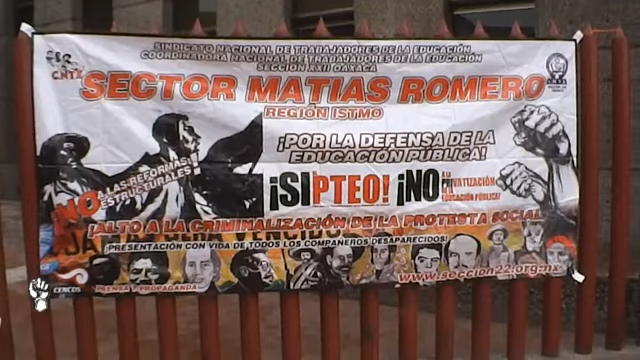 SINDICATO NACIONAL DE TRABAJADORES DE LA EDUCACIÓN
COORDINADORA NACIONAL DE TRABAJADORES DE LA EDUCACIÓN
SECCIÓN XXII OAXACA
CNTE
SECTOR MATIAS ROMERO
REGIÓN ISTMO
¡POR LA DEFENSA DE LA
EDUCACIÓN PÚBLICA!
¡NO A LAS REFORMAS
ESTRUCTURALES!
¡SI PTEO! ¡NO A LA PRIVATIZACIÓN
EDUCACIÓN PÚBLICA!
¡ALTO A LA CRIMINALIZACIÓN DE LA PROTESTA SOCIAL
¡PRESENTACIÓN CON VIDA DE TODOS LOS COMPAÑEROS DESAPARECIDOS!
www.seccion22.org.mx
CENCOS
PRENSA Y PROPAGANDA